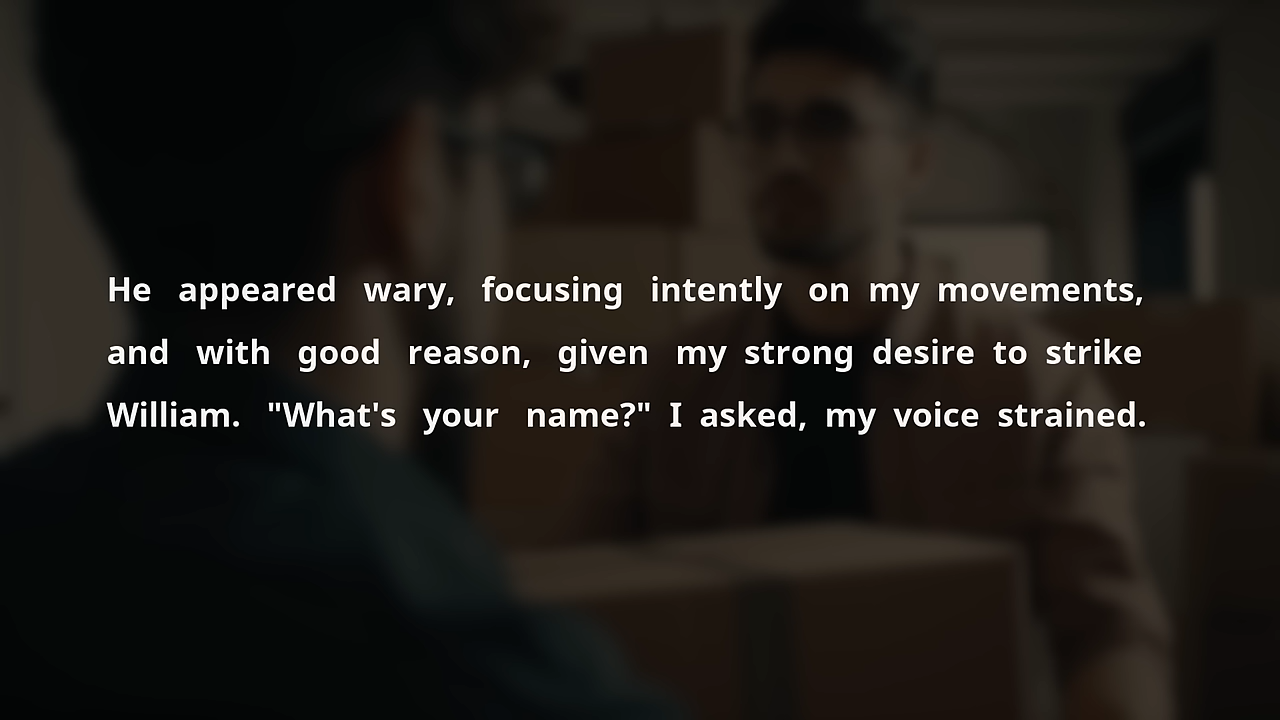 He appeared wary, focusing intently on my movements,
and with good reason, given my strong desire to strike
William. "What's your name?" I asked, my voice strained.